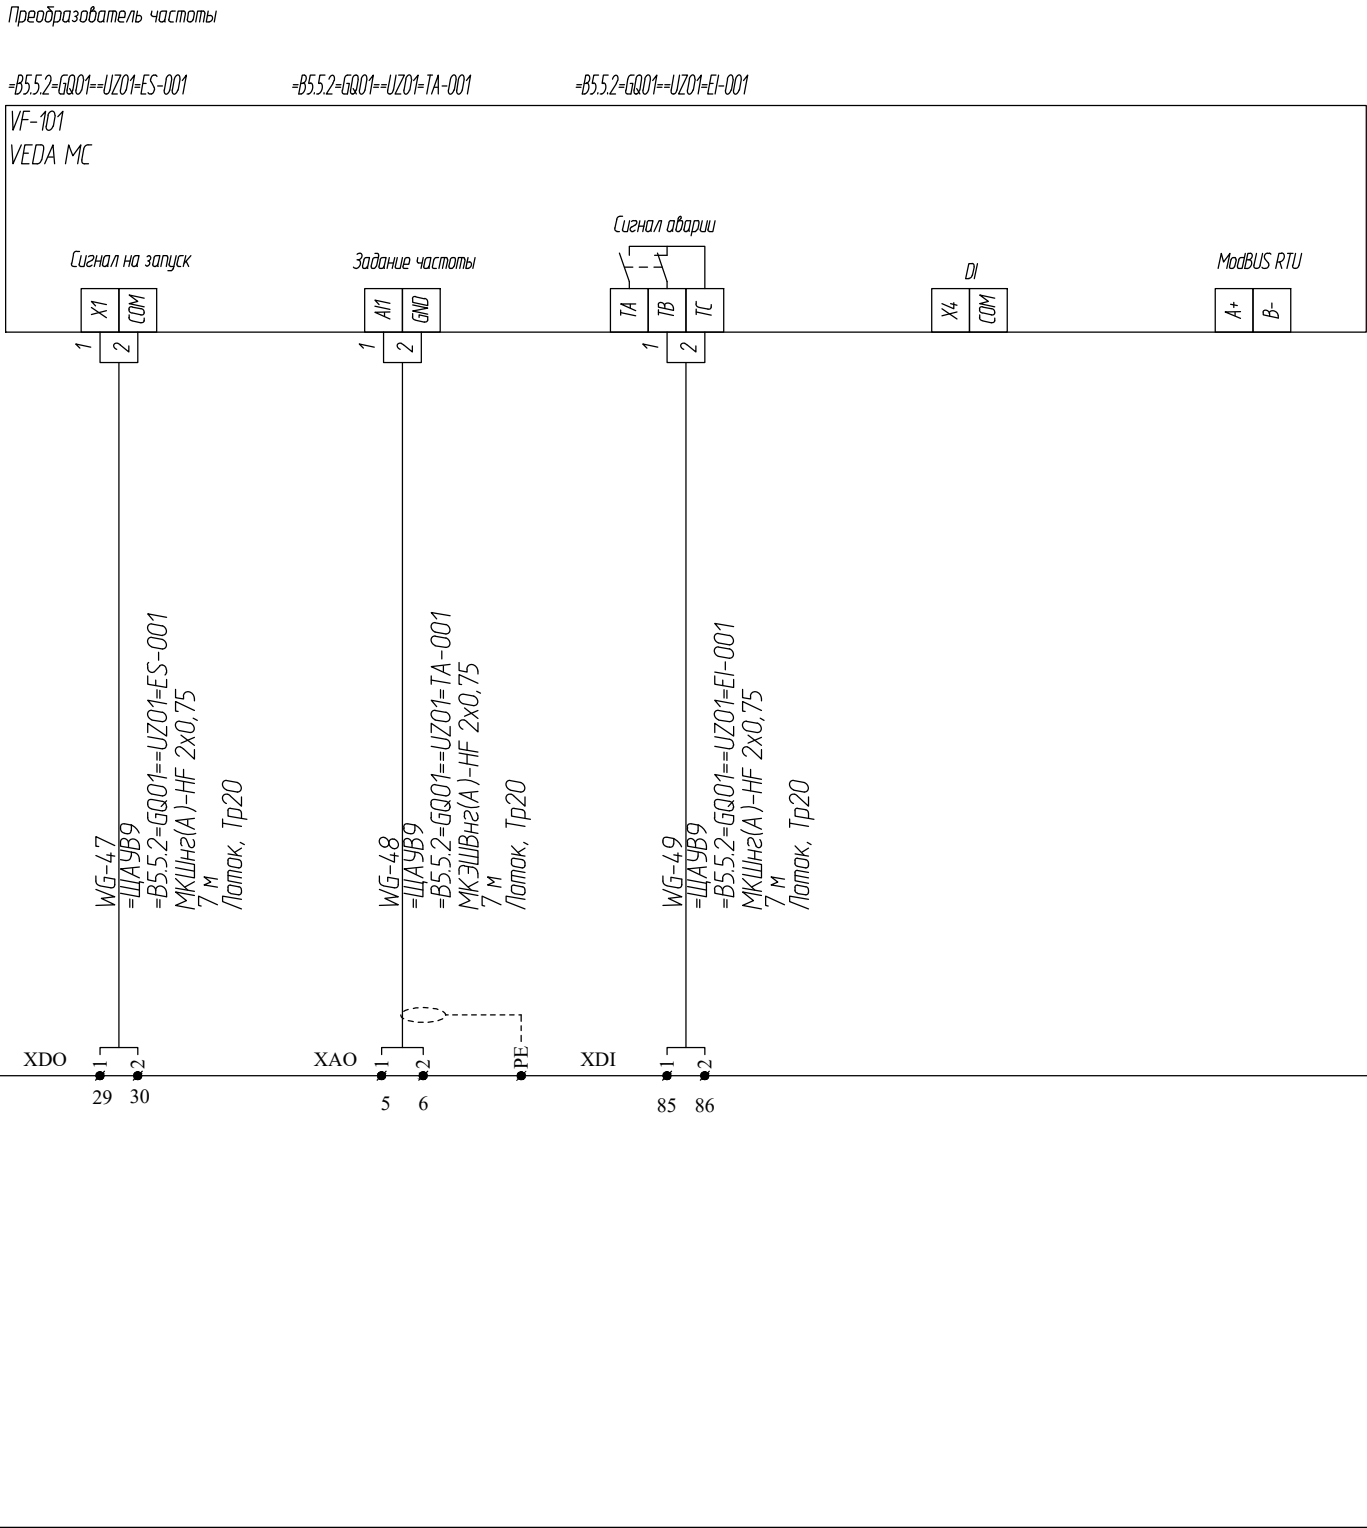 Преобразователь частоты
=B5.5.2=GQ01==UZ01=ES-001
=B5.5.2=GQ01==UZ01=TA-001
=B5.5.2=GQ01==UZ01=EI-001
VF-101
VEDA MC
Сигнал на запуск
Задание частоты
Сигнал аварии
DI
ModBUS RTU
X1
COM
AI1
GND
TA
TB
TC
X4
COM
A+
B-
1
2
1
2
1
2
WG-47
=ЩАУВ9
=B5.5.2=GQ01==UZ01=ES-001
МКШнг(А)-HF 2x0,75
7 м
Лоток, Тр20
WG-48
=ЩАУВ9
=B5.5.2=GQ01==UZ01=TA-001
МКЭШВнг(А)-HF 2x0,75
7 м
Лоток, Тр20
WG-49
=ЩАУВ9
=B5.5.2=GQ01==UZ01=EI-001
МКШнг(А)-HF 2x0,75
7 м
Лоток, Тр20
XDO
1
2
XAO
1
2
PE
XDI
1
2
29
30
5
6
85
86